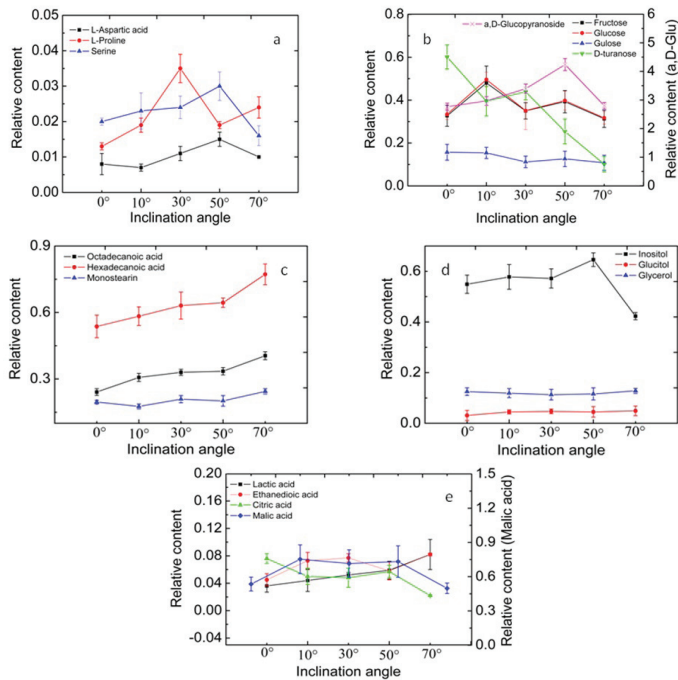 a
L-Aspartic acid
L-Proline
Serine
Relative content
0.05
0.04
0.03
0.02
0.01
0.00
0° 10° 30° 50° 70°
Inclination angle
b
a,D-Glucopyranoside
Fructose
Glucose
Gulose
D-turanose
Relative content
0.8
0.6
0.4
0.2
0.0
Relative content (a,D-Glu)
6
5
4
3
2
1
0
0° 10° 30° 50° 70°
Inclination angle
c
Octadecanoic acid
Hexadecanoic acid
Monostearin
Relative content
0.9
0.6
0.3
0° 10° 30° 50° 70°
Inclination angle
d
Inositol
Glucitol
Glycerol
Relative content
0.6
0.4
0.2
0.0
0° 10° 30° 50° 70°
Inclination angle
e
Lactic acid
Ethanedioic acid
Citric acid
Malic acid
Relative content
0.20
0.16
0.12
0.08
0.04
0.00
-0.04
Relative content (Malic acid)
1.5
1.2
0.9
0.6
0.3
0.0
0° 10° 30° 50° 70°
Inclination angle